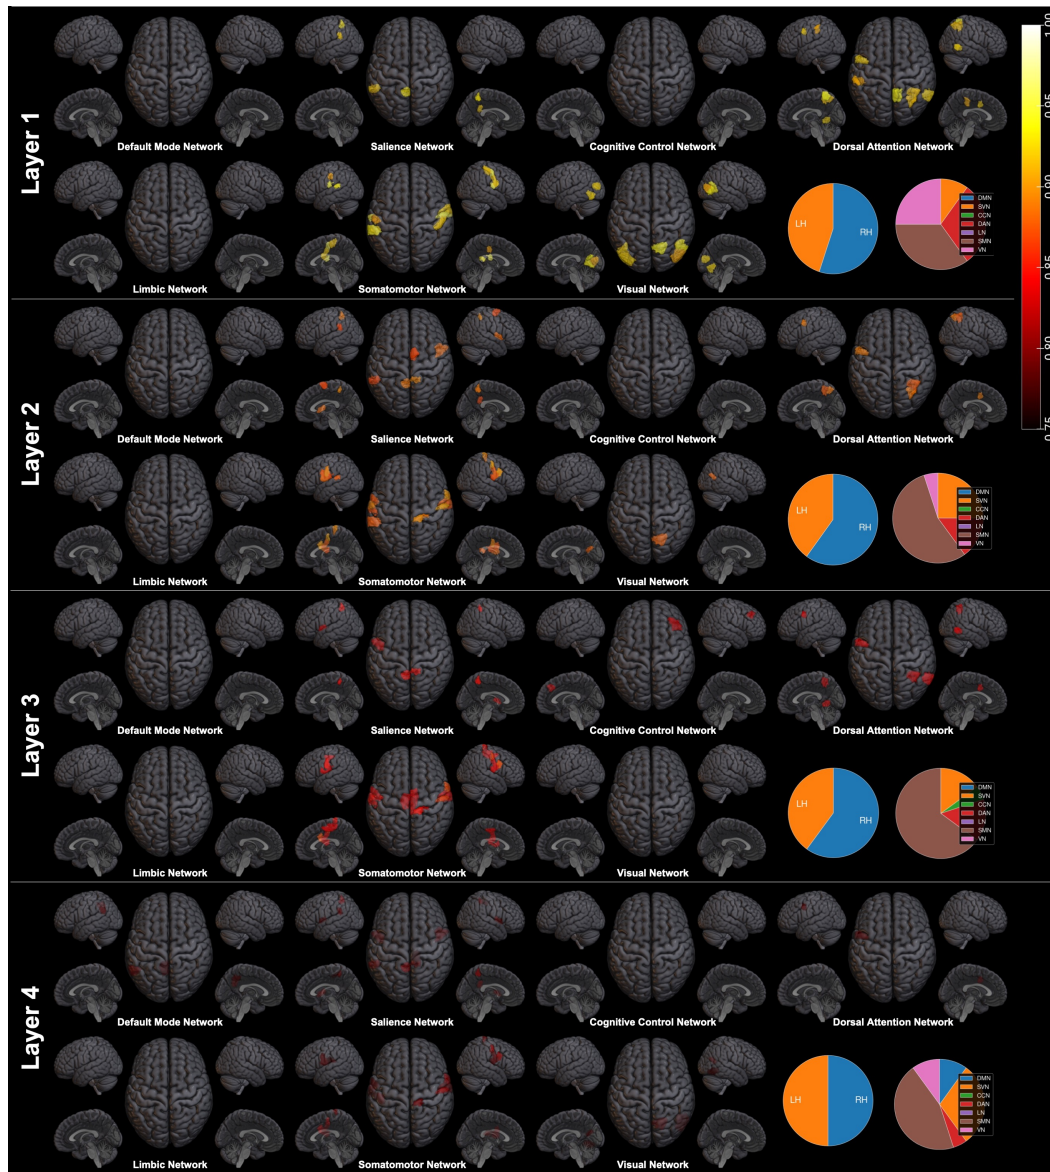 Layer 1
Default Mode Network
Salience Network
Cognitive Control Network
Dorsal Attention Network
Limbic Network
Somatomotor Network
Visual Network
LH
RH
DMN
SVN
CCN
DAN
LN
SMN
VN
1.00
0.95
0.90
0.85
0.80
0.75
Layer 2
Default Mode Network
Salience Network
Cognitive Control Network
Dorsal Attention Network
Limbic Network
Somatomotor Network
Visual Network
LH
RH
DMN
SVN
CCN
DAN
LN
SMN
VN
Layer 3
Default Mode Network
Salience Network
Cognitive Control Network
Dorsal Attention Network
Limbic Network
Somatomotor Network
Visual Network
LH
RH
DMN
SVN
CCN
DAN
LN
SMN
VN
Layer 4
Default Mode Network
Salience Network
Cognitive Control Network
Dorsal Attention Network
Limbic Network
Somatomotor Network
Visual Network
LH
RH
DMN
SVN
CCN
DAN
LN
SMN
VN